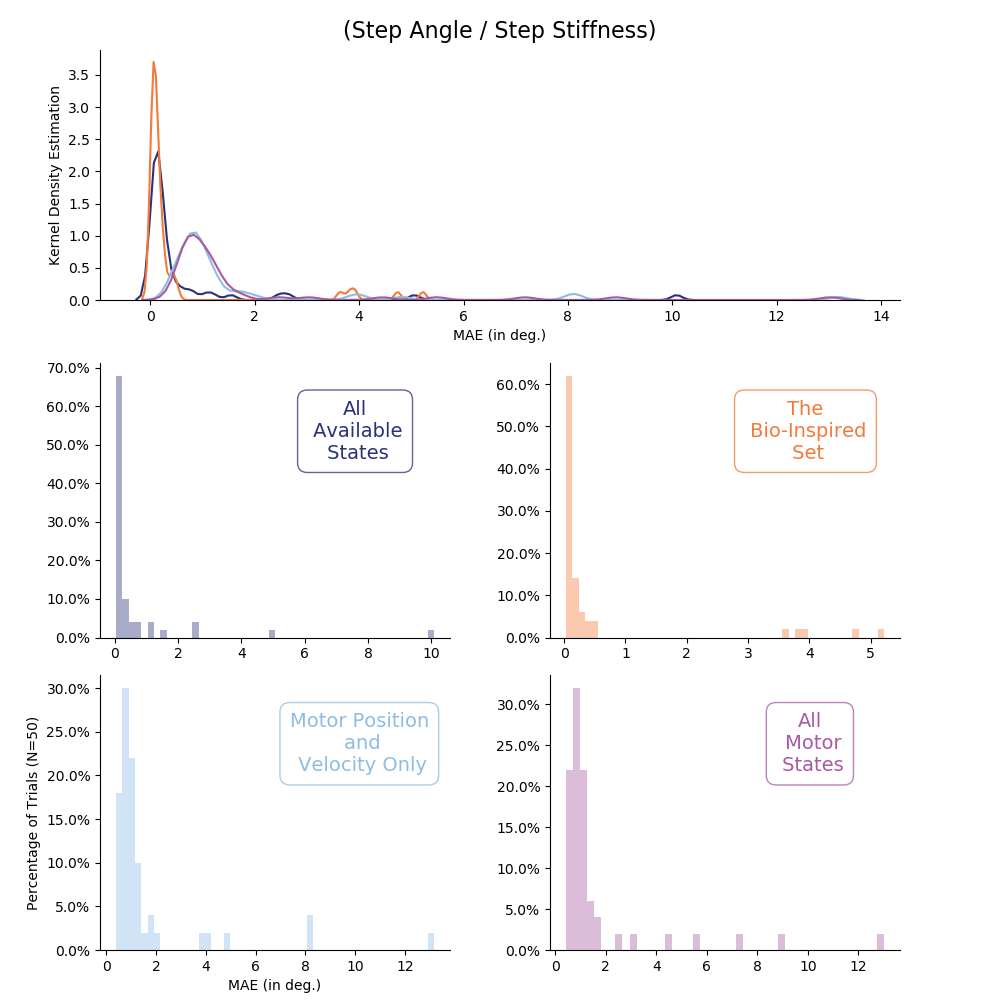 (Step Angle / Step Stiffness)
Kernel Density Estimation
3.5
3.0
2.5
2.0
1.5
1.0
0.5
0.0
0 2 4 6 8 10 12 14
MAE (in deg.)
70.0%
60.0%
50.0%
40.0%
30.0%
20.0%
10.0%
0.0%
0 2 4 6 8 10
All
Available
States
60.0%
50.0%
40.0%
30.0%
20.0%
10.0%
0.0%
0 1 2 3 4 5
The
Bio-Inspired
Set
Percentage of Trials (N=50)
30.0%
25.0%
20.0%
15.0%
10.0%
5.0%
0.0%
0 2 4 6 8 10 12
MAE (in deg.)
Motor Position
and
Velocity Only
30.0%
25.0%
20.0%
15.0%
10.0%
5.0%
0.0%
0 2 4 6 8 10 12
All
Motor
States